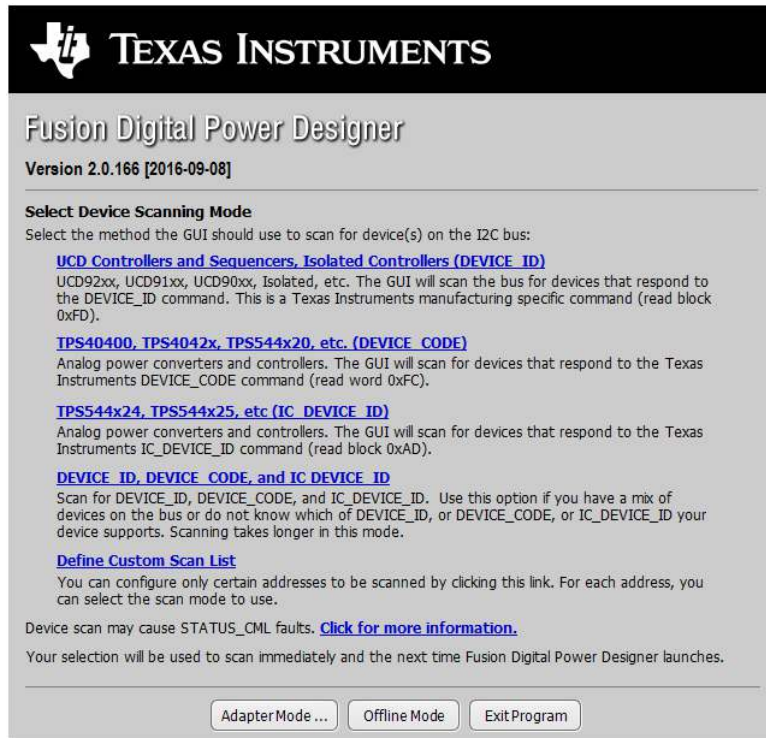 TEXAS INSTRUMENTS
Fusion Digital Power Designer
Version 2.0.166 [2016-09-08]
Select Device Scanning Mode
Select the method the GUI should use to scan for device(s) on the I2C bus:
UCD Controllers and Sequencers, Isolated Controllers (DEVICE_ID)
UCD92xx, UCD91xx, UCD90xx, Isolated, etc. The GUI will scan the bus for devices that respond to
the DEVICE_ID command. This is a Texas Instruments manufacturing specific command (read block
0xFD).
TPS40400, TPS4042x, TPS544x20, etc. (DEVICE_CODE)
Analog power converters and controllers. The GUI will scan for devices that respond to the Texas
Instruments DEVICE_CODE command (read word 0xFC).
TPS544x24, TPS544x25, etc (IC_DEVICE_ID)
Analog power converters and controllers. The GUI will scan for devices that respond to the Texas
Instruments IC_DEVICE_ID command (read block 0xAD).
DEVICE_ID, DEVICE_CODE, and IC DEVICE_ID
Scan for DEVICE_ID, DEVICE_CODE, and IC_DEVICE_ID. Use this option if you have a mix of
devices on the bus or do not know which of DEVICE_ID, or DEVICE_CODE, or IC_DEVICE_ID your
device supports. Scanning takes longer in this mode.
Define Custom Scan List
You can configure only certain addresses to be scanned by clicking this link. For each address, you
can select the scan mode to use.
Device scan may cause STATUS_CML faults. Click for more information.
Your selection will be used to scan immediately and the next time Fusion Digital Power Designer launches.
Adapter Mode ... Offline Mode Exit Program